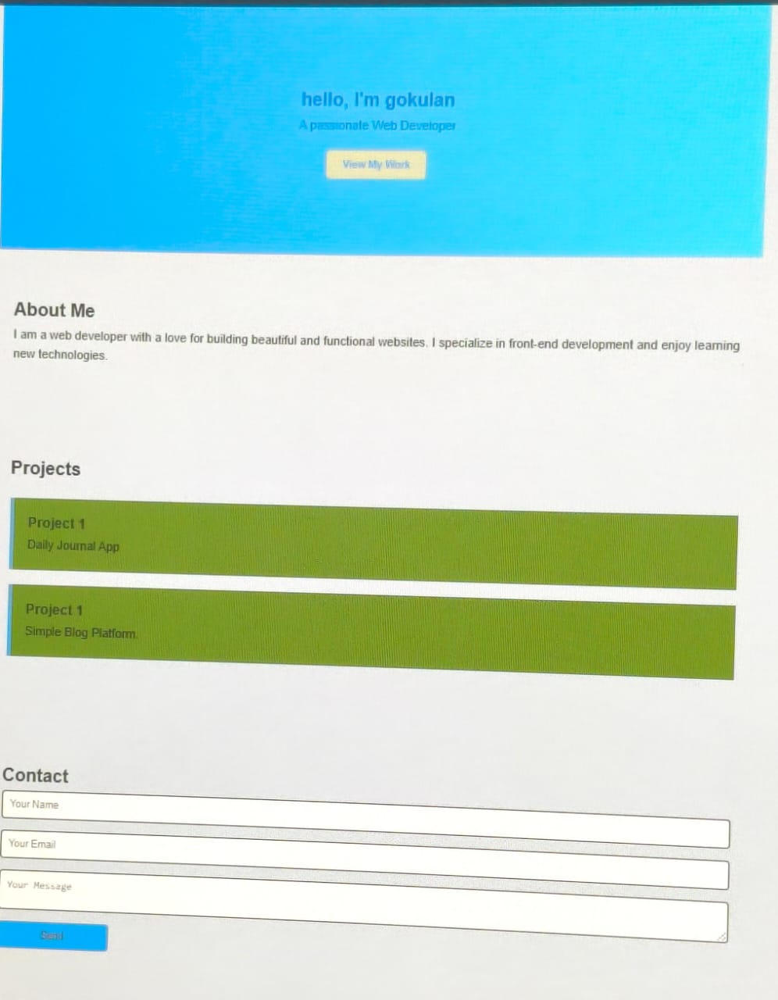 hello, I'm gokulan
A passionate Web Developer
View My Work
About Me
I am a web developer with a love for building beautiful and functional websites. I specialize in front-end development and enjoy learning
new technologies.
Projects
Project 1
Daily Journal App
Project 1
Simple Blog Platform.
Contact
Your Name
Your Email
Your Message
Send